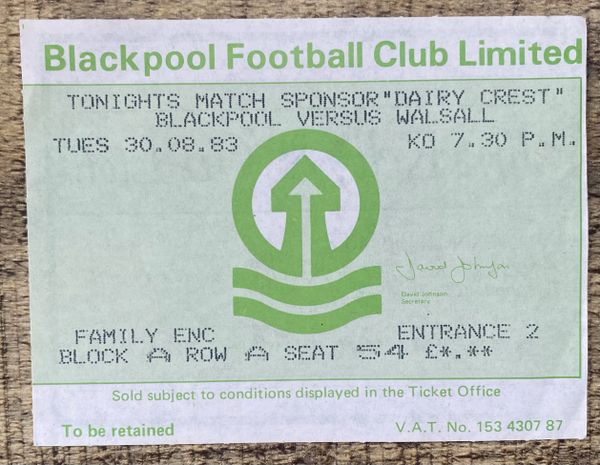 Blackpool Football Club Limited
TONIGHTS MATCH SPONSOR "DAIRY CREST"
BLACKPOOL VERSUS WALSALL
TUES 30.08.83 KO 7.30 P.M.
David Johnson
David Johnson
Secretary
FAMILY ENC ENTRANCE 2
BLOCK A ROW A SEAT 54 £*.**
Sold subject to conditions displayed in the Ticket Office
To be retained V.A.T. No. 153 4307 87